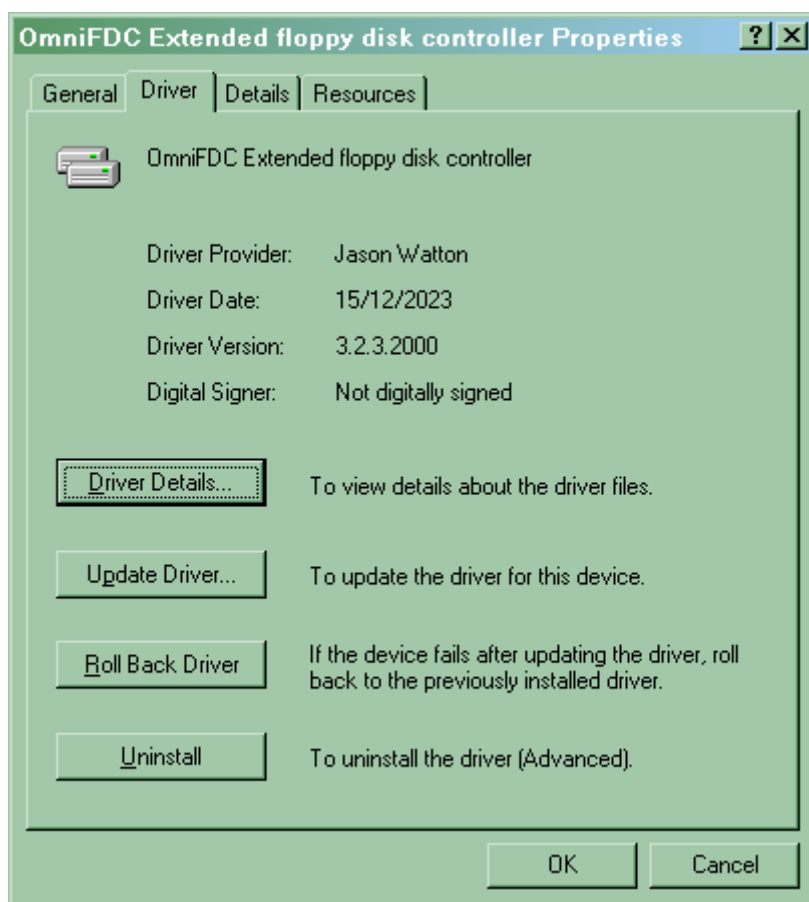 OmniFDC Extended floppy disk controller Properties
General Driver Details Resources
OmniFDC Extended floppy disk controller
Driver Provider: Jason Watton
Driver Date: 15/12/2023
Driver Version: 3.2.3.2000
Digital Signer: Not digitally signed
Driver Details... To view details about the driver files.
Update Driver... To update the driver for this device.
Roll Back Driver If the device fails after updating the driver, roll
back to the previously installed driver.
Uninstall To uninstall the driver (Advanced).
OK Cancel